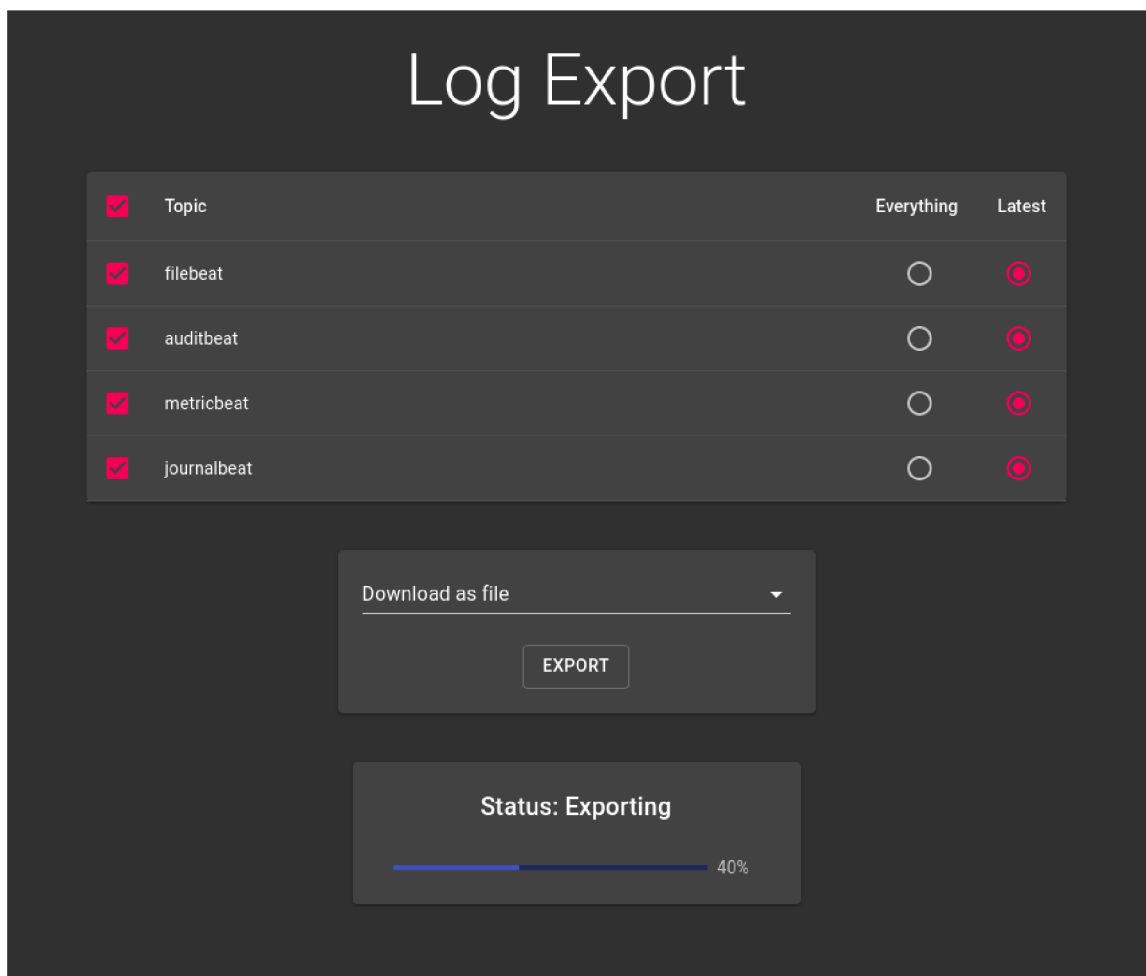 Log Export
Topic Everything Latest
filebeat
auditbeat
metricbeat
journalbeat
Download as file
EXPORT
Status: Exporting
40%